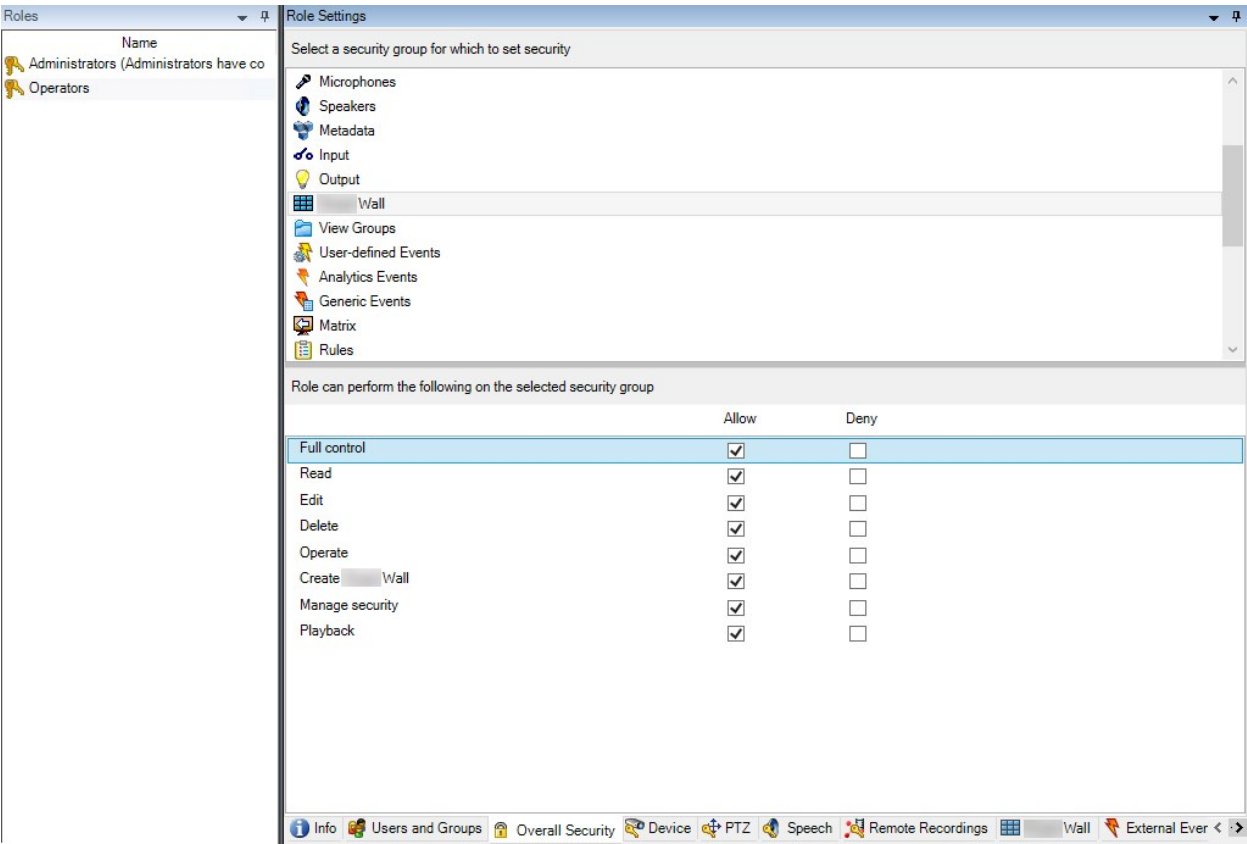 Roles
Name
Administrators (Administrators have co
Operators
Role Settings
Select a security group for which to set security
Microphones
Speakers
Metadata
Input
Output
Wall
View Groups
User-defined Events
Analytics Events
Generic Events
Matrix
Rules
Role can perform the following on the selected security group
Allow Deny
Full control
Read
Edit
Delete
Operate
Create Wall
Manage security
Playback
Info Users and Groups Overall Security Device PTZ Speech Remote Recordings Wall External Ever